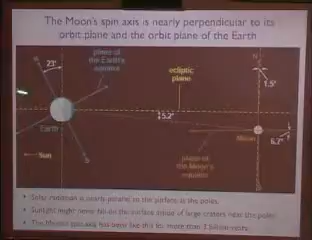 The Moon's spin axis is nearly perpendicular to its
orbit plane and the orbit plane of the Earth
23°
plane of
the Earth's
equator
ecliptic
plane
N
1.5°
5.2°
Earth
Moon
6.7°
Sun
plane of
the Moon's
equator
S
• Solar radiation is nearly parallel to the surface at the poles
• Sunlight might never fall on the surface inside of large craters near the poles
• The Moon's spin axis has been like this for more than 2 billion years